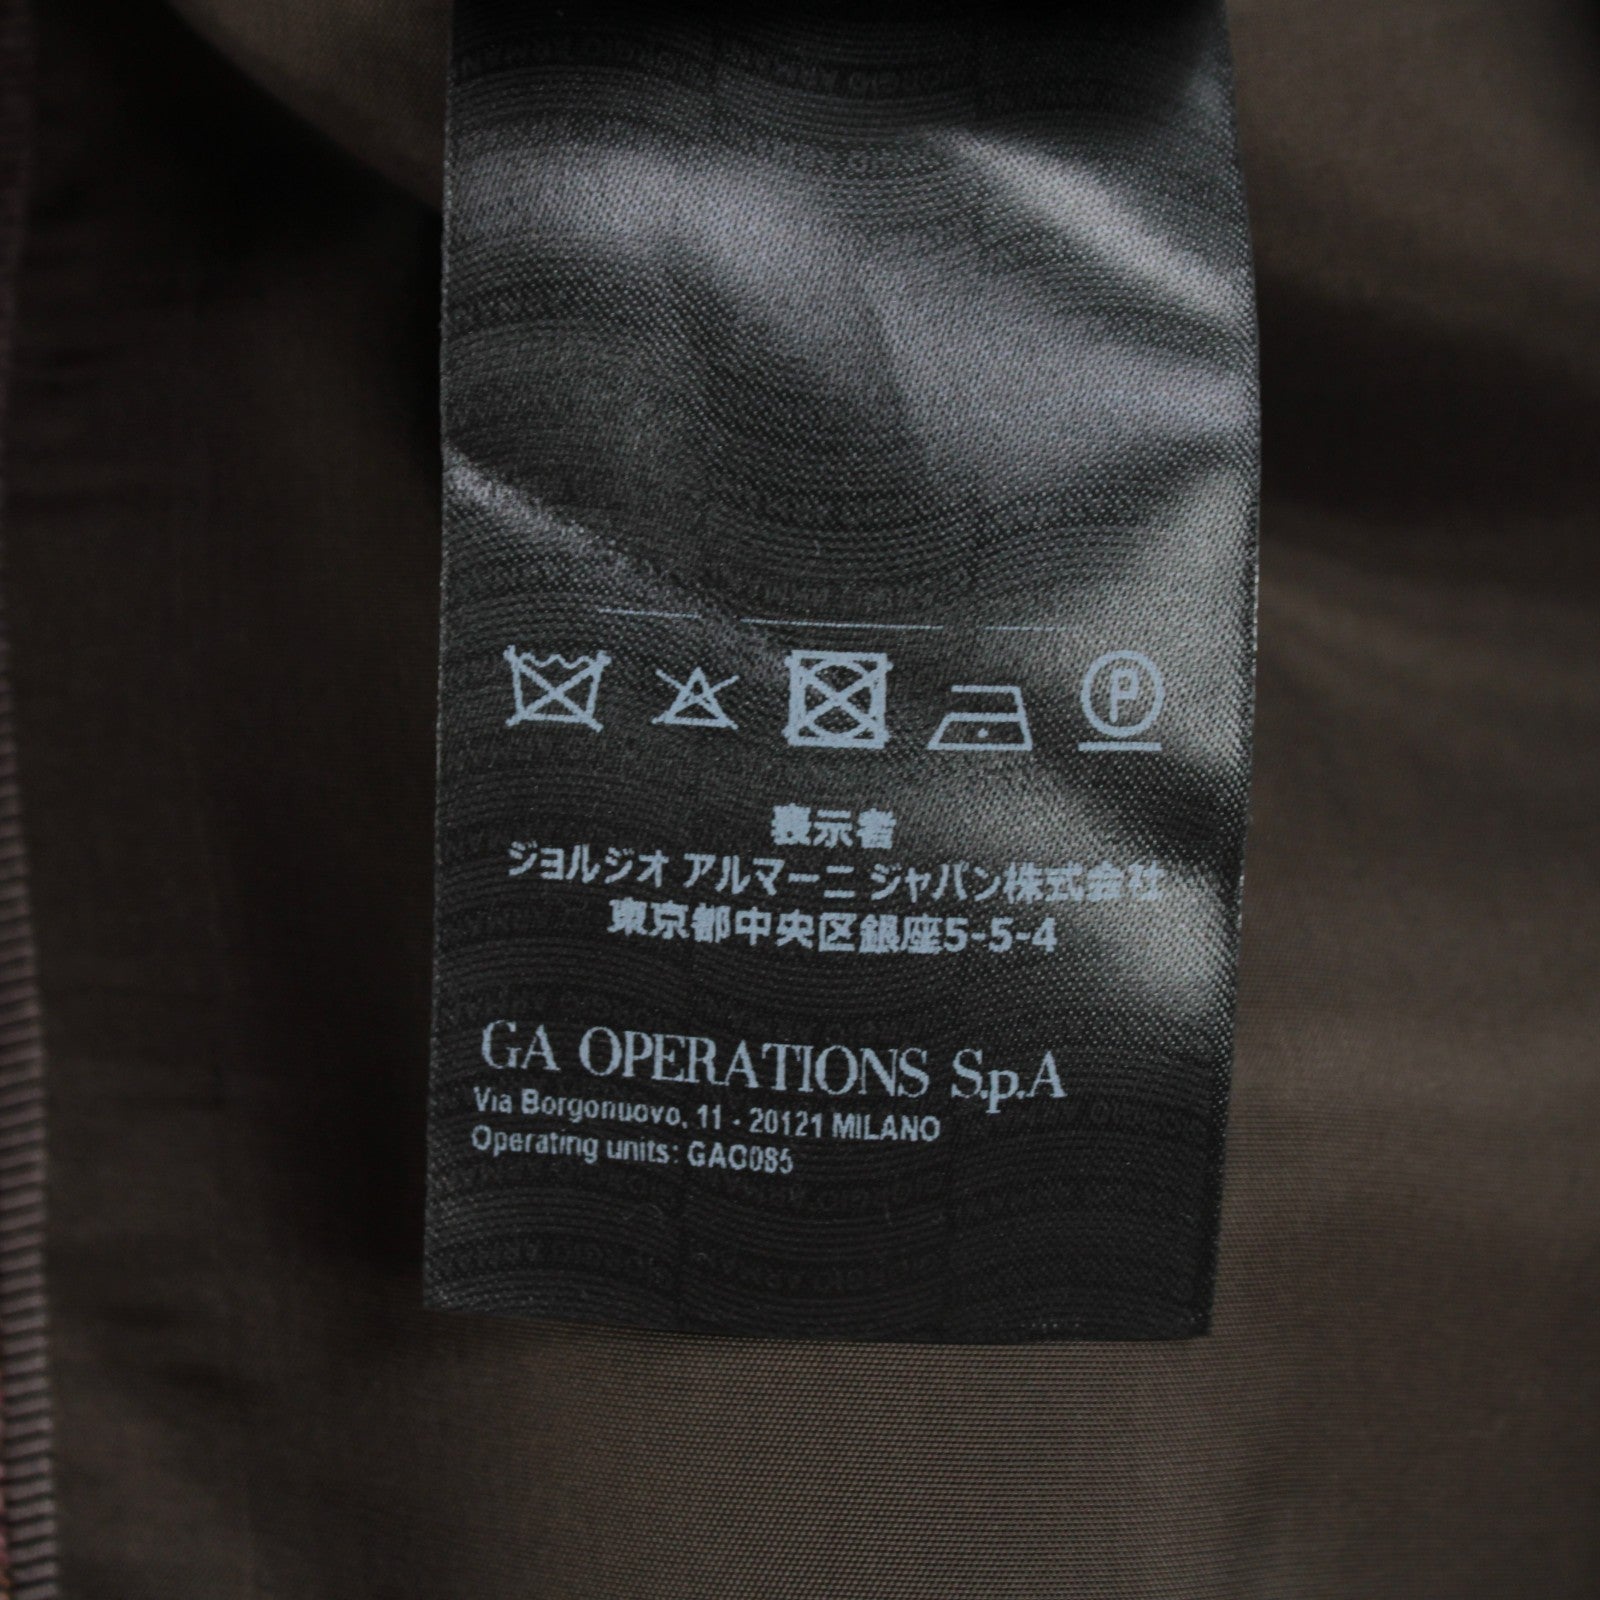 P
表示者
ジョルジオ アルマーニ ジャパン株式会社
東京都中央区銀座5-5-4
GA OPERATIONS S.p.A
Via Borgonuovo, 11 - 20121 MILANO
Operating units: GAO085